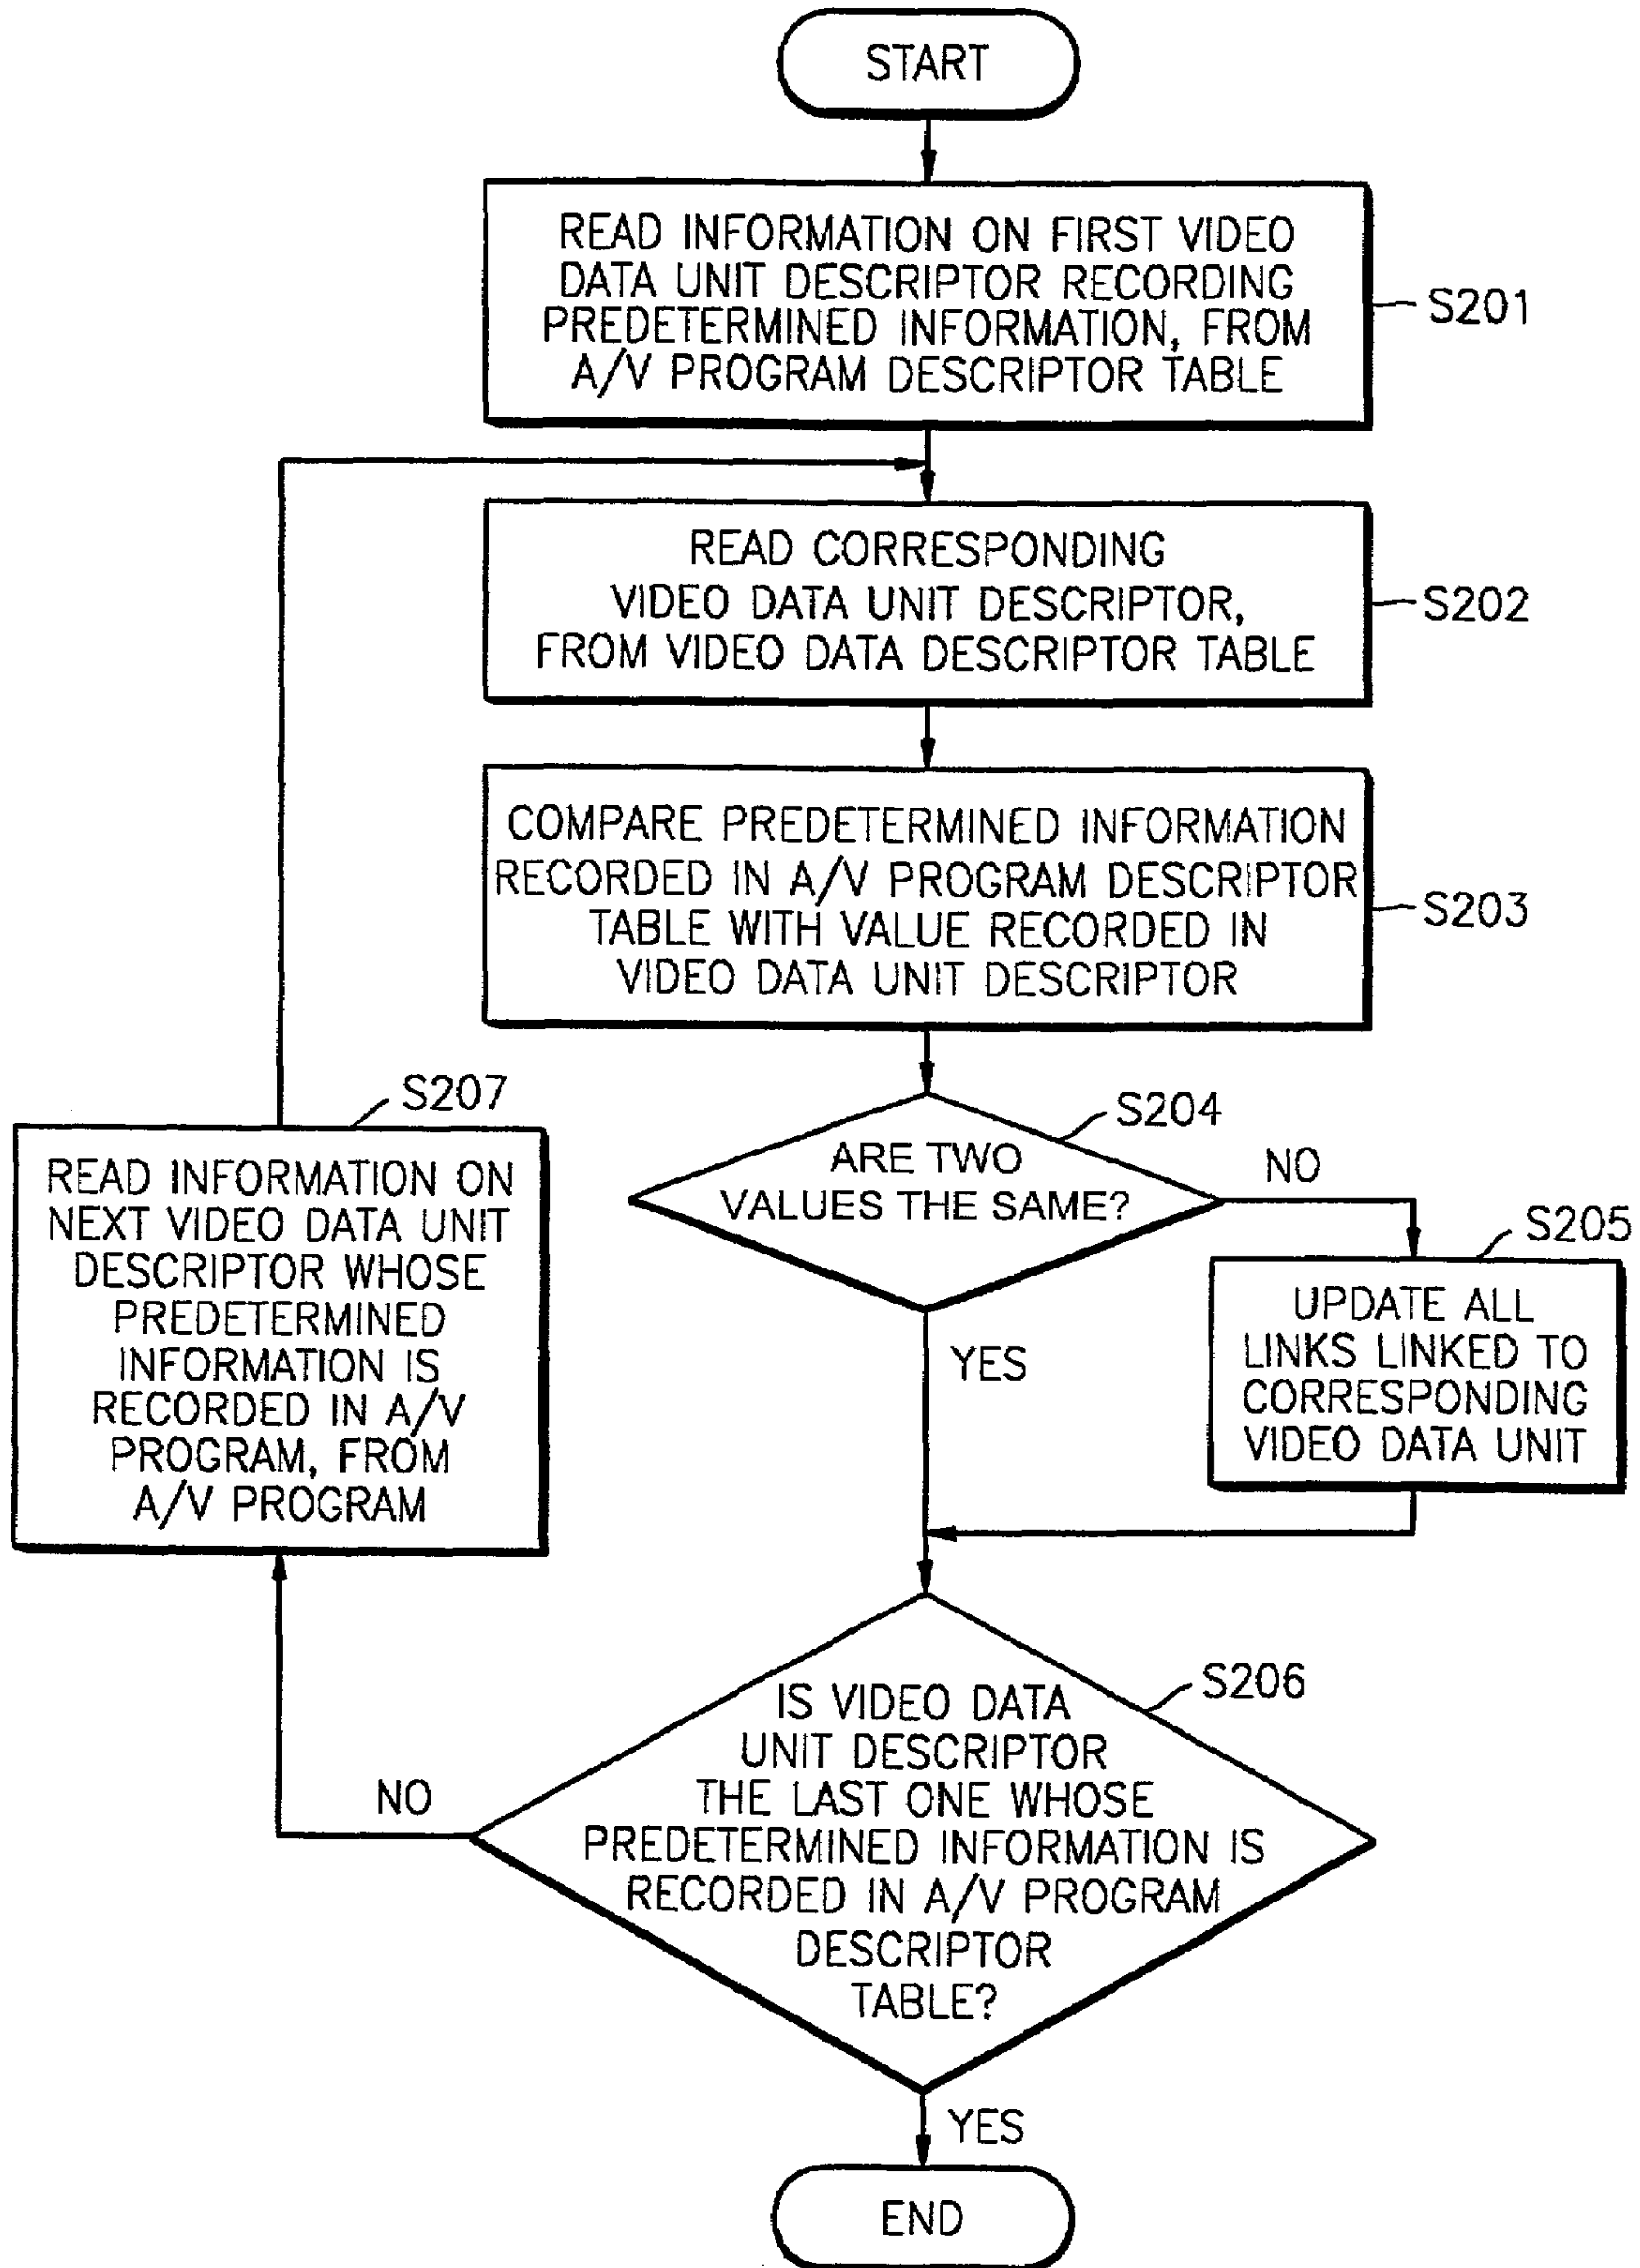 START
READ INFORMATION ON FIRST VIDEO
DATA UNIT DESCRIPTOR RECORDING
PREDETERMINED INFORMATION, FROM
A/V PROGRAM DESCRIPTOR TABLE
S201
READ CORRESPONDING
VIDEO DATA UNIT DESCRIPTOR,
FROM VIDEO DATA DESCRIPTOR TABLE
S202
COMPARE PREDETERMINED INFORMATION
RECORDED IN A/V PROGRAM DESCRIPTOR
TABLE WITH VALUE RECORDED IN
VIDEO DATA UNIT DESCRIPTOR
S203
S204
ARE TWO
VALUES THE SAME?
NO
YES
S205
UPDATE ALL
LINKS LINKED TO
CORRESPONDING
VIDEO DATA UNIT
S206
IS VIDEO DATA
UNIT DESCRIPTOR
THE LAST ONE WHOSE
PREDETERMINED INFORMATION IS
RECORDED IN A/V PROGRAM
DESCRIPTOR
TABLE?
NO
S207
READ INFORMATION ON
NEXT VIDEO DATA UNIT
DESCRIPTOR WHOSE
PREDETERMINED
INFORMATION IS
RECORDED IN A/V
PROGRAM, FROM
A/V PROGRAM
YES
END